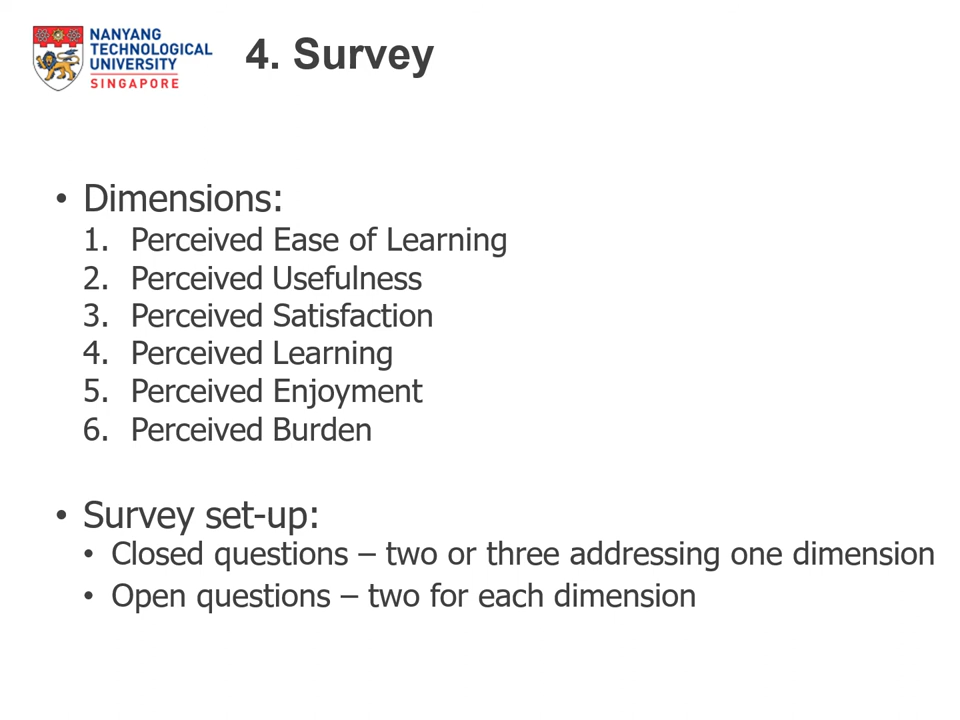 NANYANG
TECHNOLOGICAL
UNIVERSITY
SINGAPORE
4. Survey
• Dimensions:
1. Perceived Ease of Learning
2. Perceived Usefulness
3. Perceived Satisfaction
4. Perceived Learning
5. Perceived Enjoyment
6. Perceived Burden
• Survey set-up:
• Closed questions – two or three addressing one dimension
• Open questions – two for each dimension